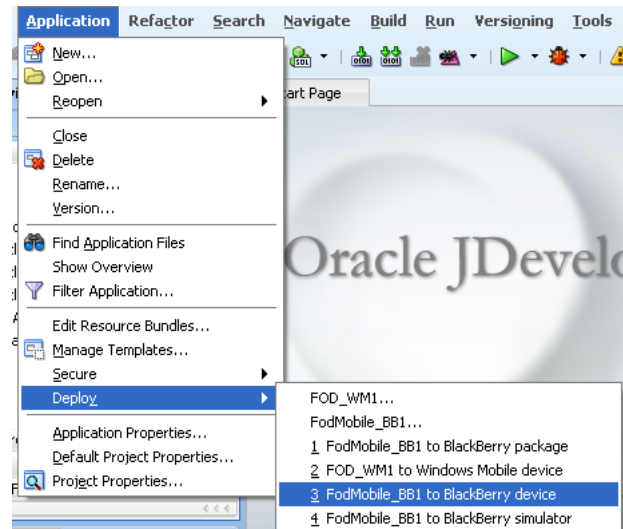 Application Refactor Search Navigate Build Run Versioning Tools
New...
Open...
Reopen
art Page
Close
Delete
Rename...
Version...
Find Application Files
Show Overview
Filter Application...
Oracle JDevelo
Edit Resource Bundles...
Manage Templates...
Secure
Deploy
FOD_WM1...
FodMobile_BB1...
1 FodMobile_BB1 to BlackBerry package
2 FOD_WM1 to Windows Mobile device
3 FodMobile_BB1 to BlackBerry device
4 FodMobile_BB1 to BlackBerry simulator
Application Properties...
Default Project Properties...
Project Properties...